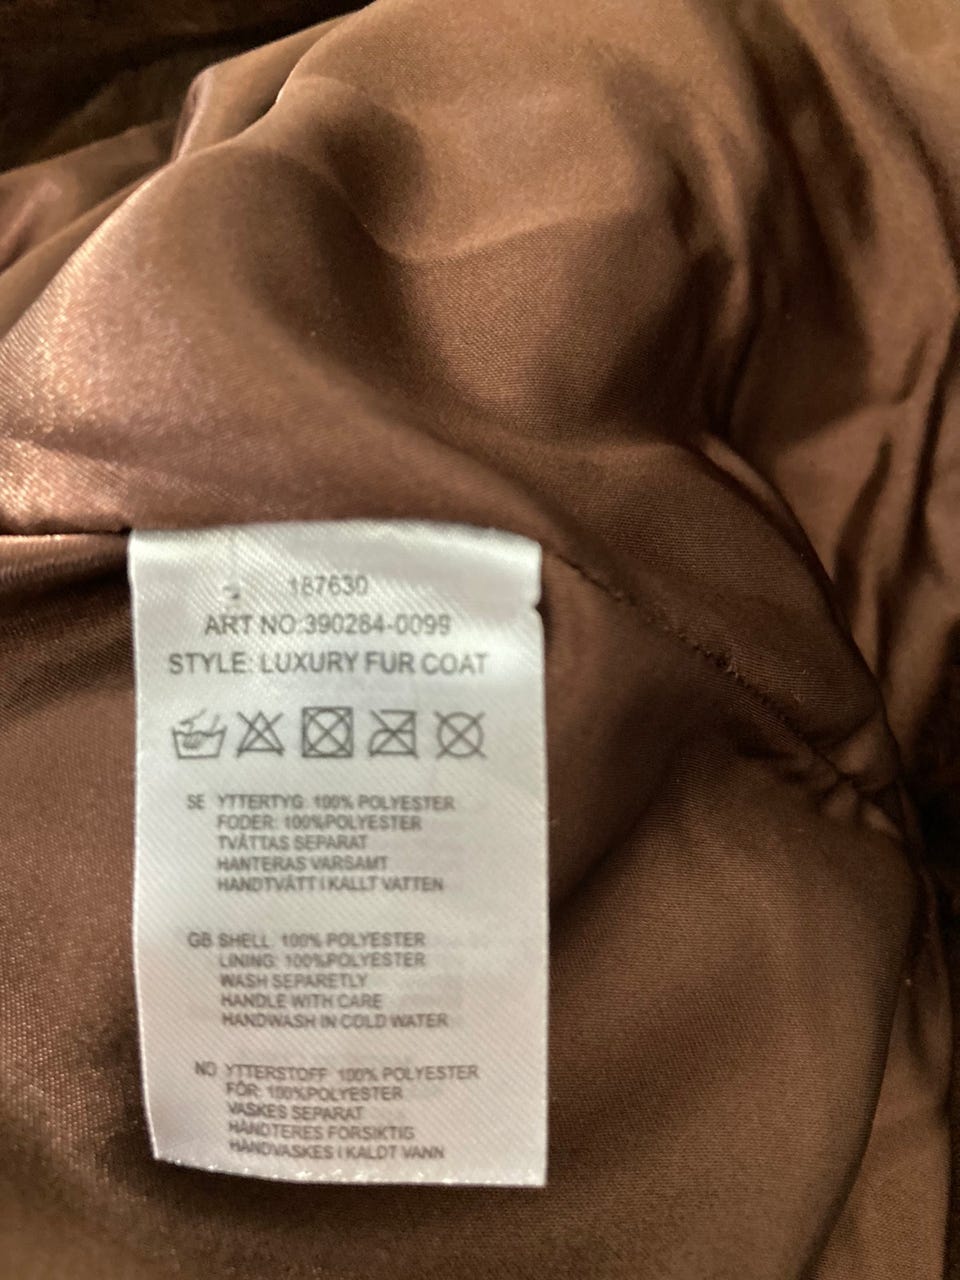 187630
ART NO:390284-0099
STYLE: LUXURY FUR COAT
SE YTTERTYG: 100% POLYESTER
FODER: 100%POLYESTER
TVÄTTAS SEPARAT
HANTERAS VARSAMT
HANDTVÄTT I KALLT VATTEN
GB SHELL: 100% POLYESTER
LINING: 100%POLYESTER
WASH SEPARETLY
HANDLE WITH CARE
HANDWASH IN COLD WATER
NO YTTERSTOFF 100% POLYESTER
FÓR: 100%POLYESTER
VASKES SEPARAT
HÅNDTERES FORSIKTIG
HÅNDVASKES I KALDT VANN